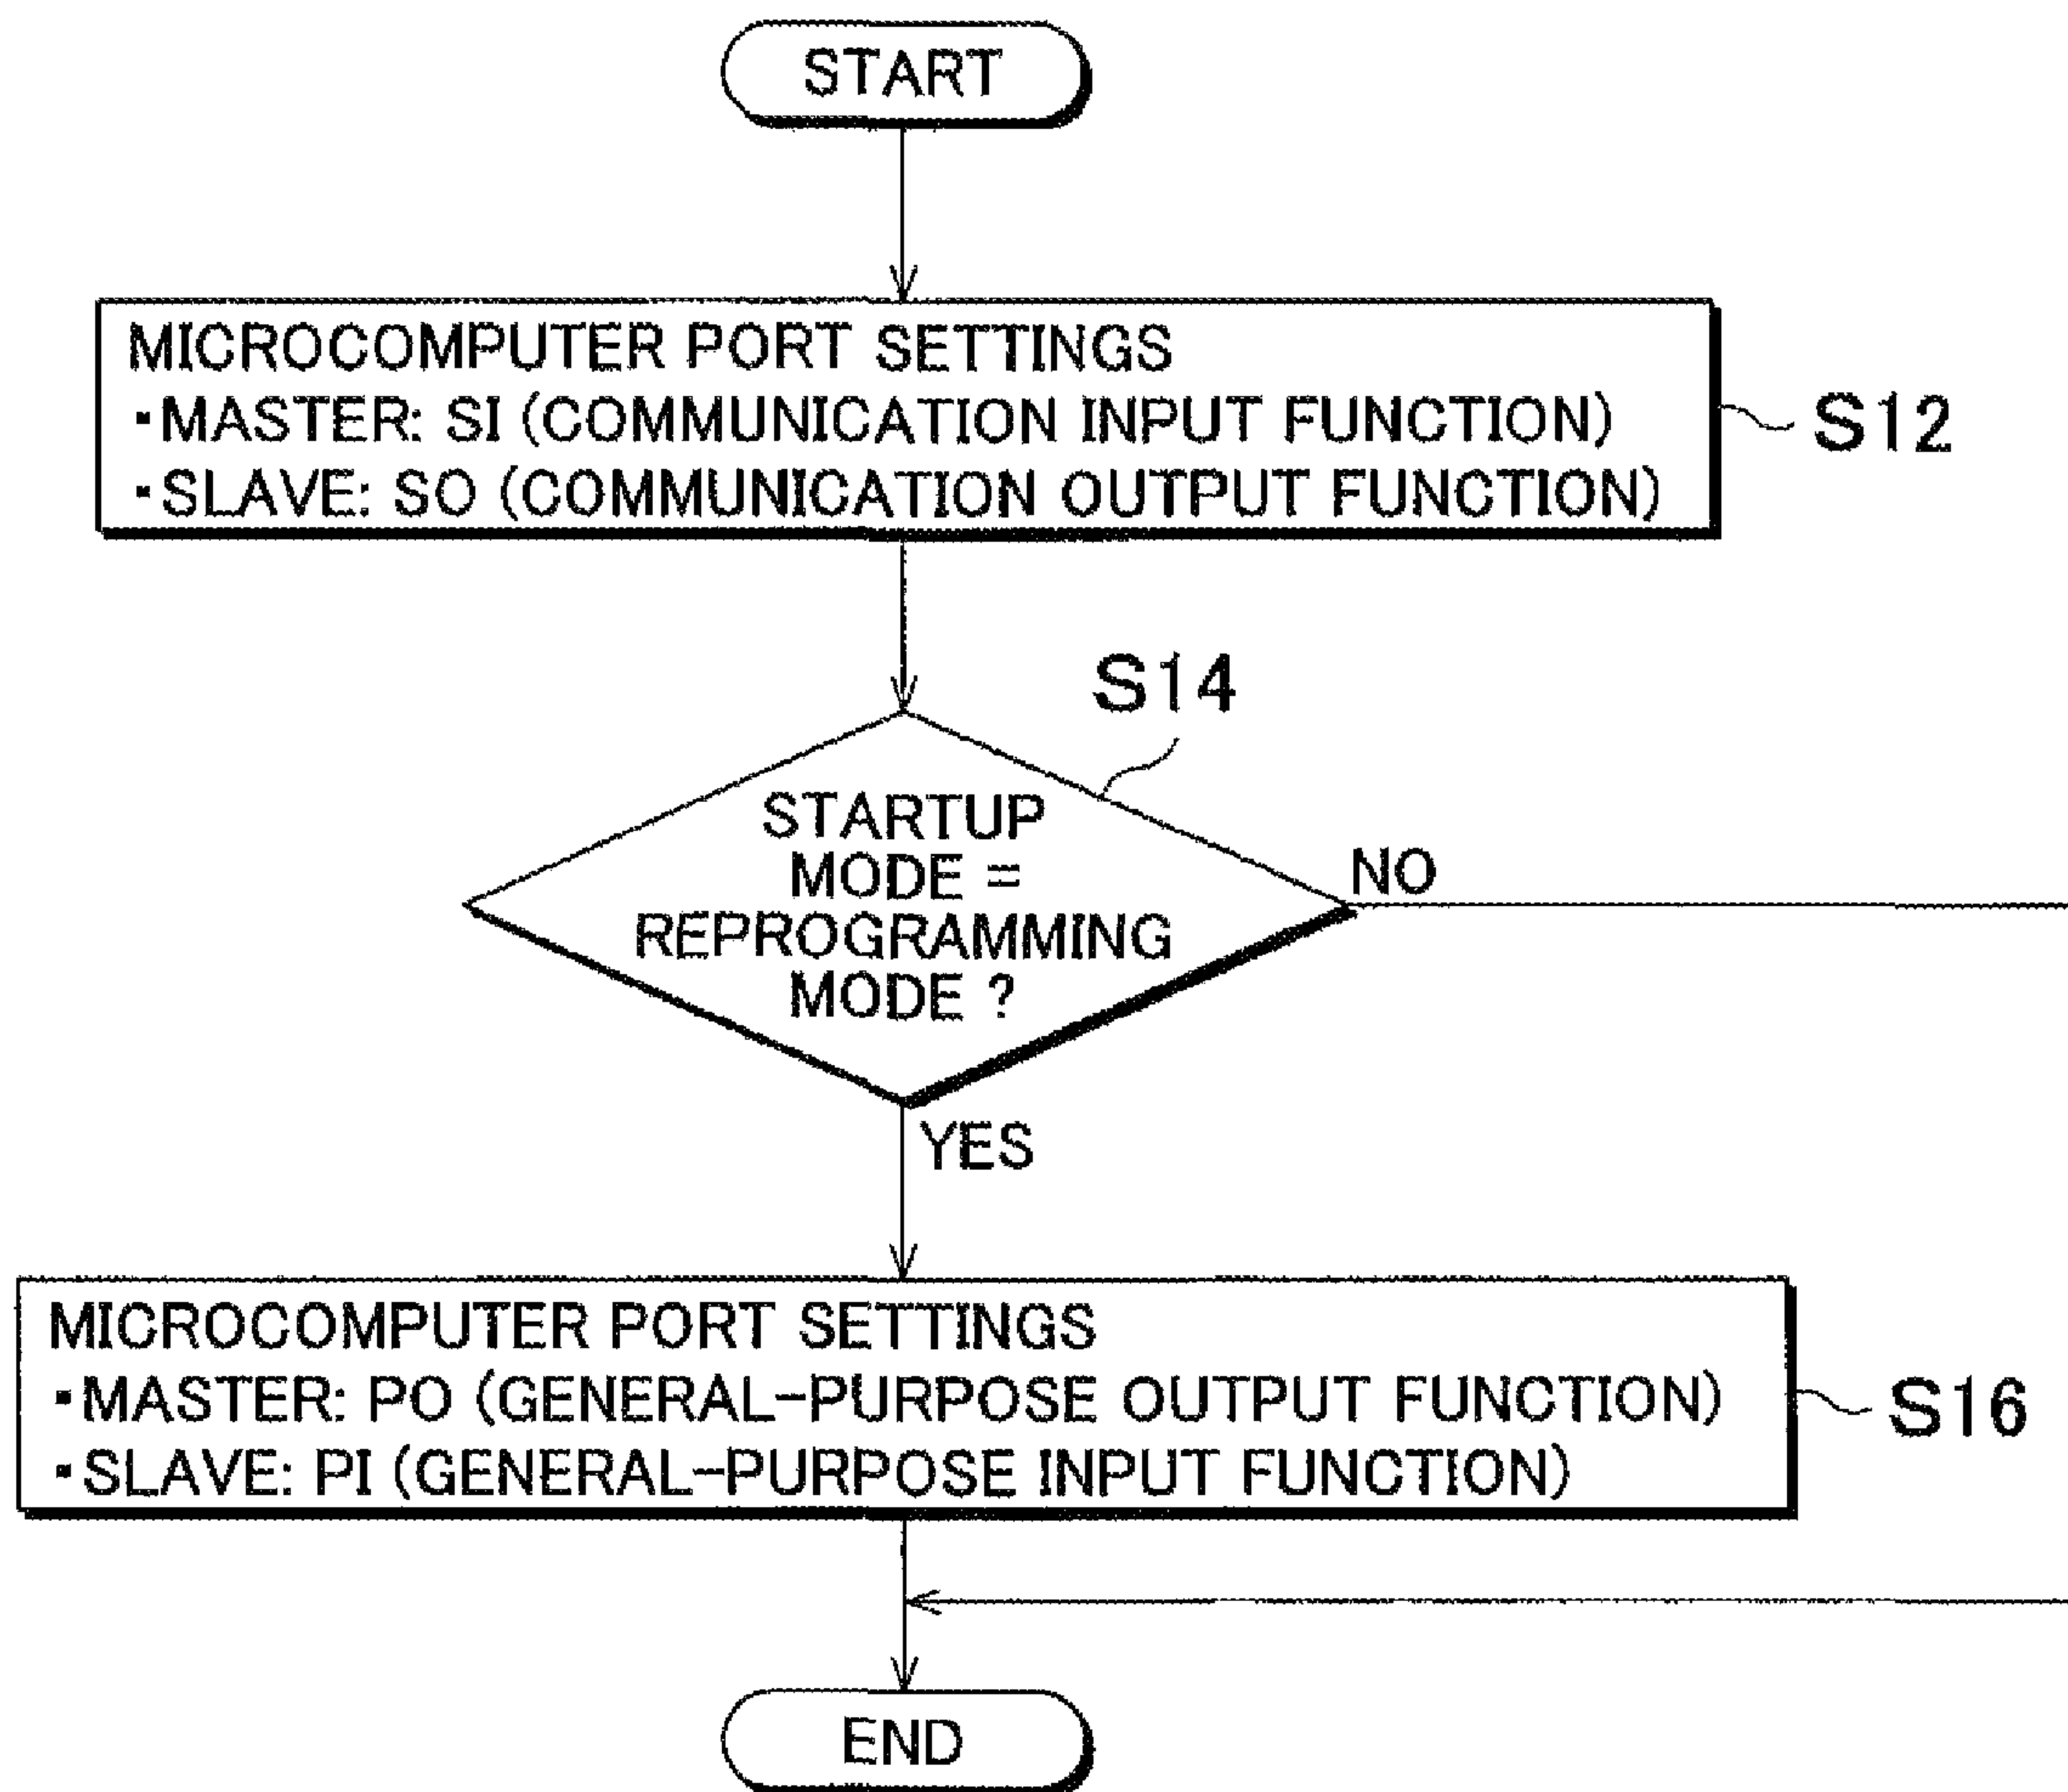 START
MICROCOMPUTER PORT SETTINGS
・MASTER: SI (COMMUNICATION INPUT FUNCTION)
・SLAVE: SO (COMMUNICATION OUTPUT FUNCTION)
S12
S14
STARTUP
MODE =
REPROGRAMMING
MODE ?
NO
YES
MICROCOMPUTER PORT SETTINGS
・MASTER: PO (GENERAL-PURPOSE OUTPUT FUNCTION)
・SLAVE: PI (GENERAL-PURPOSE INPUT FUNCTION)
S16
END